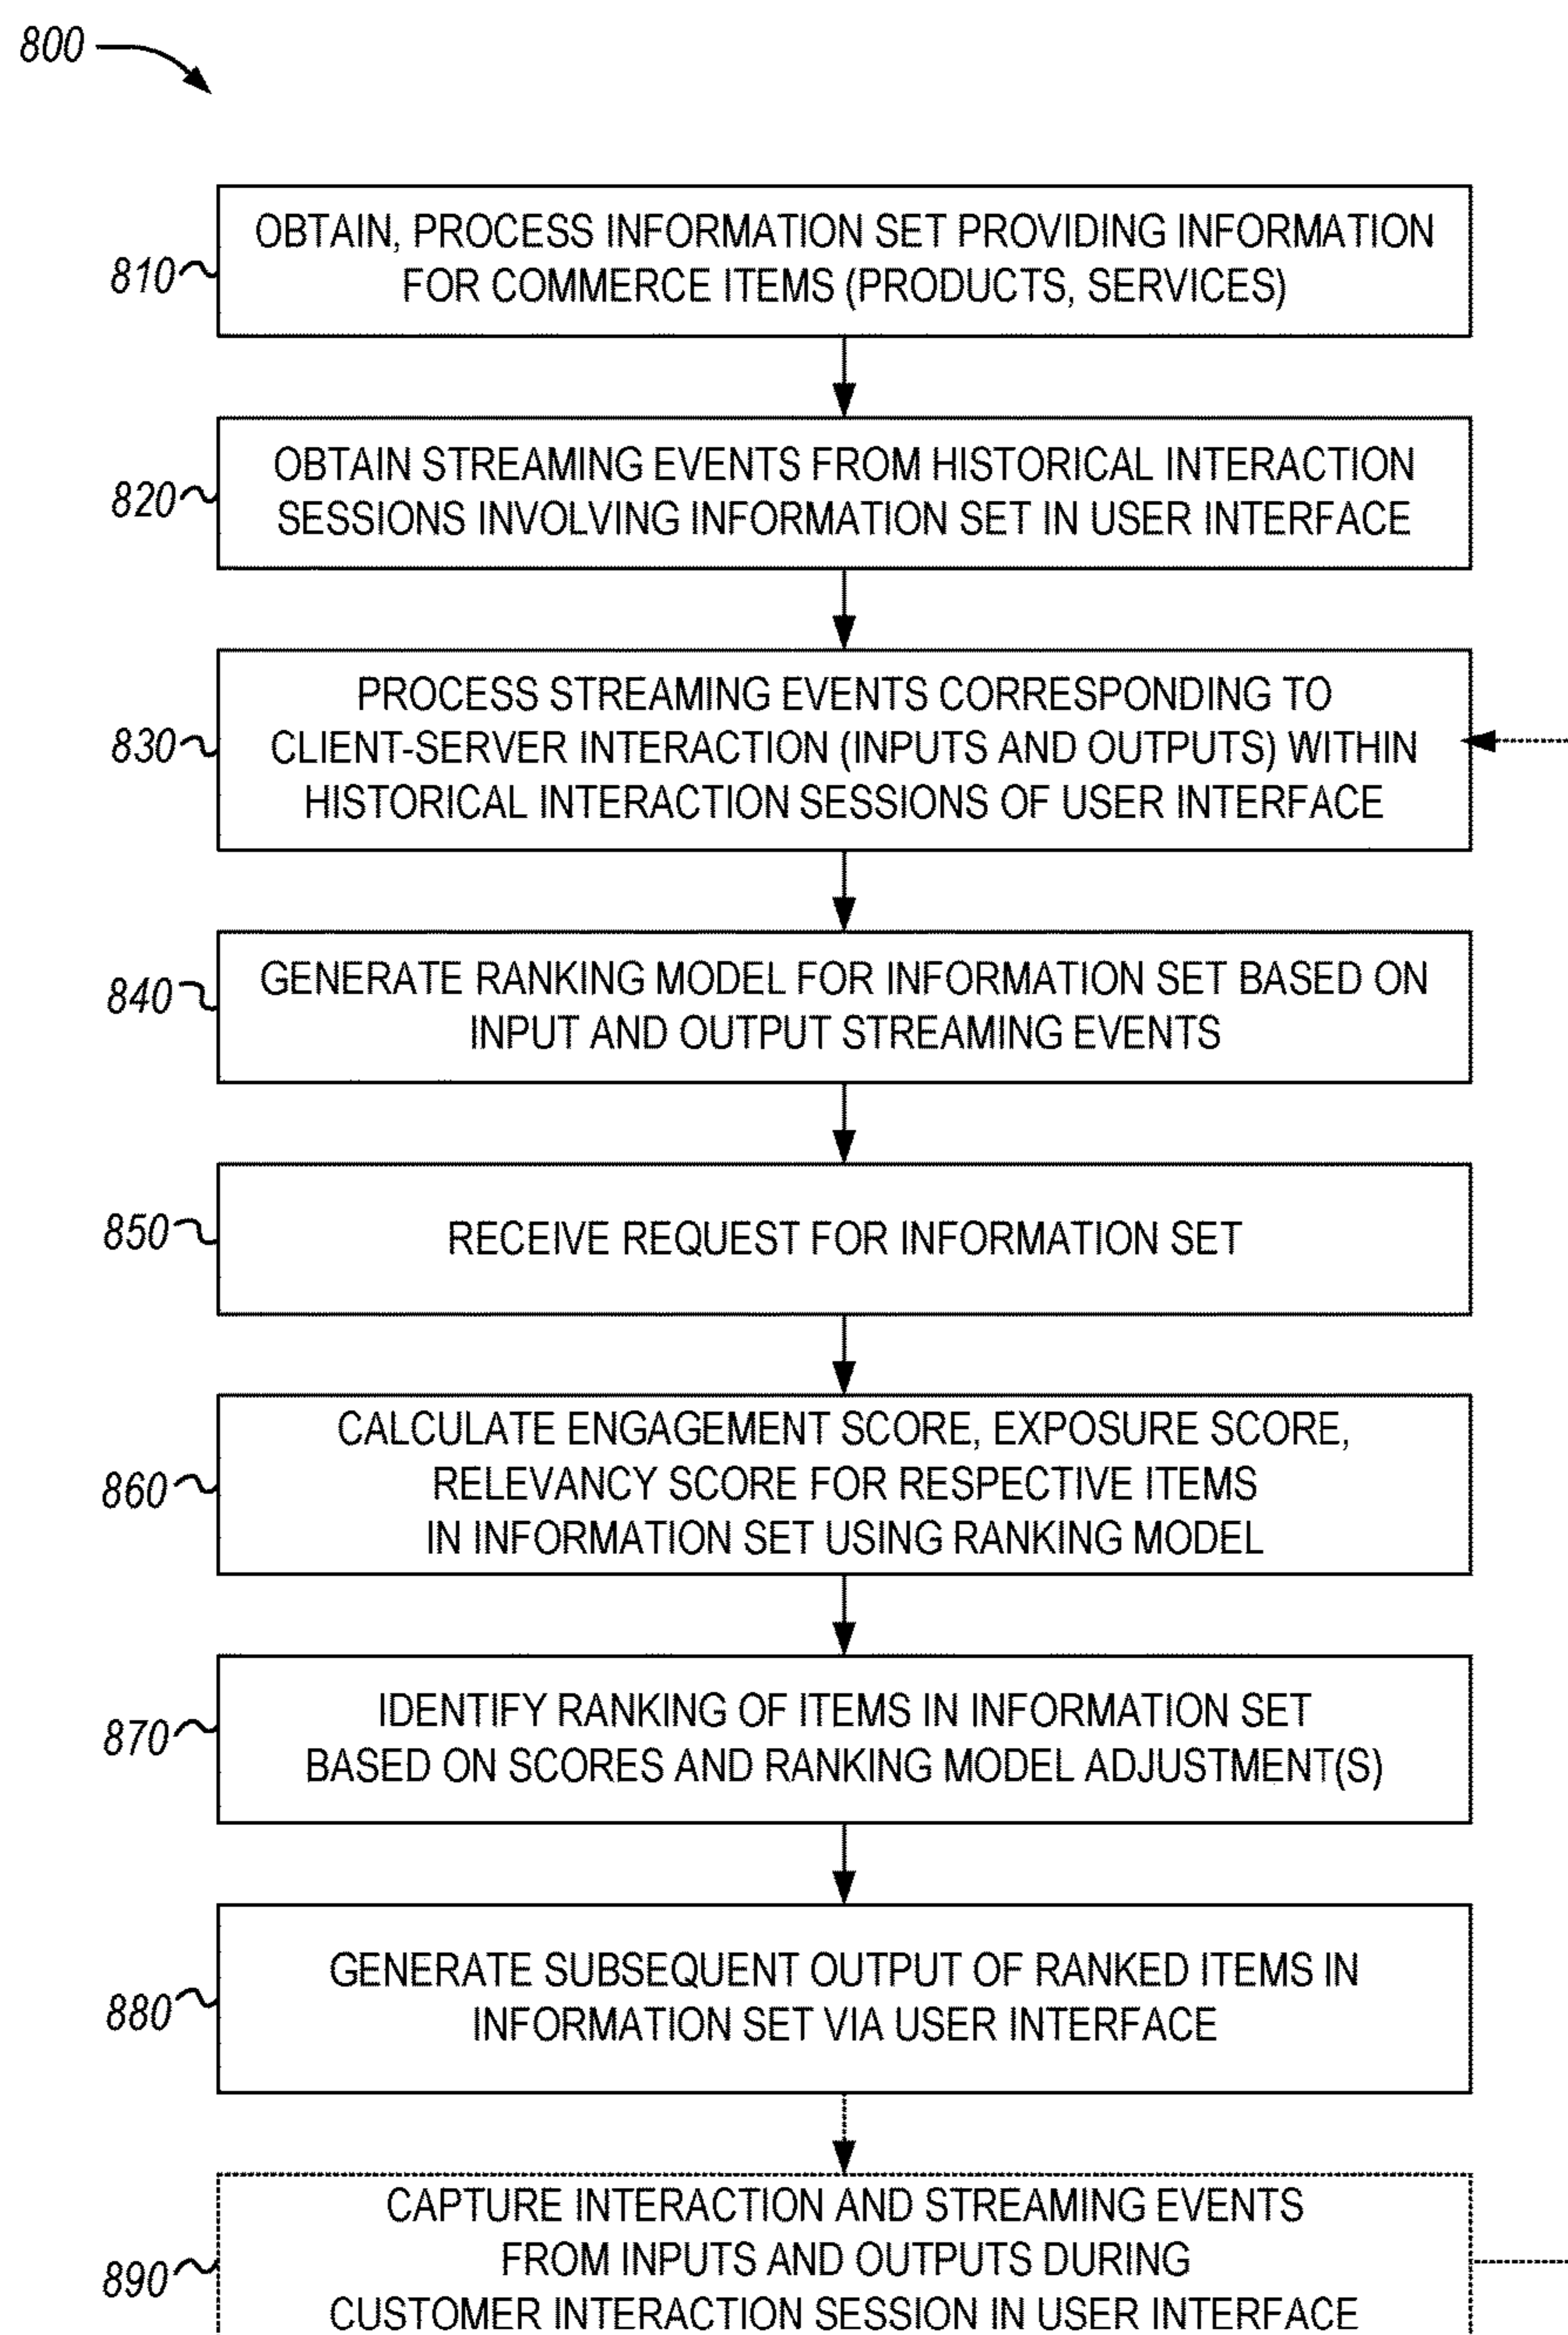 800
810
OBTAIN, PROCESS INFORMATION SET PROVIDING INFORMATION
FOR COMMERCE ITEMS (PRODUCTS, SERVICES)
820
OBTAIN STREAMING EVENTS FROM HISTORICAL INTERACTION
SESSIONS INVOLVING INFORMATION SET IN USER INTERFACE
830
PROCESS STREAMING EVENTS CORRESPONDING TO
CLIENT-SERVER INTERACTION (INPUTS AND OUTPUTS) WITHIN
HISTORICAL INTERACTION SESSIONS OF USER INTERFACE
840
GENERATE RANKING MODEL FOR INFORMATION SET BASED ON
INPUT AND OUTPUT STREAMING EVENTS
850
RECEIVE REQUEST FOR INFORMATION SET
860
CALCULATE ENGAGEMENT SCORE, EXPOSURE SCORE,
RELEVANCY SCORE FOR RESPECTIVE ITEMS
IN INFORMATION SET USING RANKING MODEL
870
IDENTIFY RANKING OF ITEMS IN INFORMATION SET
BASED ON SCORES AND RANKING MODEL ADJUSTMENT(S)
880
GENERATE SUBSEQUENT OUTPUT OF RANKED ITEMS IN
INFORMATION SET VIA USER INTERFACE
890
CAPTURE INTERACTION AND STREAMING EVENTS
FROM INPUTS AND OUTPUTS DURING
CUSTOMER INTERACTION SESSION IN USER INTERFACE